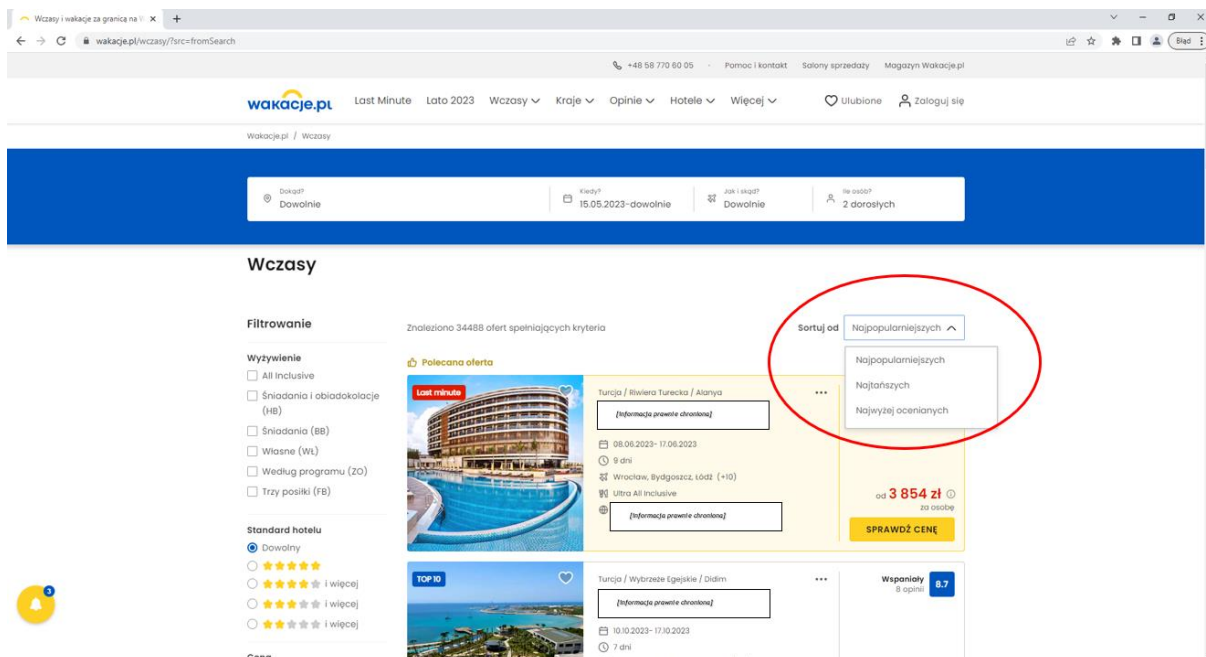 Wczasy i wakacje za granicą na W
wakacje.pl/wczasy/?src=fromSearch
Błąd
+48 58 770 60 05 · Pomoc i kontakt Salony sprzedaży Magazyn Wakacje.pl
wakacje.pl Last Minute Lato 2023 Wczasy Kraje Opinie Hotele Więcej Ulubione Zaloguj się
Wakacje.pl / Wczasy
Dokąd? Kiedy? Jak i skąd? Ile osób?
Dowolnie 15.05.2023-dowolnie Dowolnie 2 dorosłych
Wczasy
Filtrowanie
Wyżywienie
All Inclusive
Śniadania i obiadokolacje
(HB)
Śniadania (BB)
Własne (WŁ)
Według programu (ZO)
Trzy posiłki (FB)
Standard hotelu
Dowolny
i więcej
i więcej
i więcej
Cena
3
Znaleziono 34488 ofert spełniających kryteria
Sortuj od Najpopularniejszych
Najpopularniejszych
Najtańszych
Najwyżej ocenianych
Polecana oferta
Last minute
Turcja / Riwiera Turecka / Alanya
[Informacja prawnie chroniona]
08.06.2023- 17.06.2023
9 dni
Wrocław, Bydgoszcz, Łódź (+10)
Ultra All Inclusive
[Informacja prawnie chroniona]
od 3 854 zł
za osobę
SPRAWDŹ CENĘ
TOP 10
Turcja / Wybrzeże Egejskie / Didim
[Informacja prawnie chroniona]
10.10.2023- 17.10.2023
7 dni
Wspaniały 8.7
8 opinii